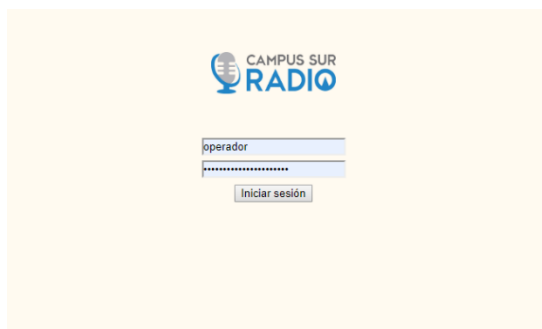 CAMPUS SUR
RADIO
operador
••••••••••••••••••••••
Iniciar sesión